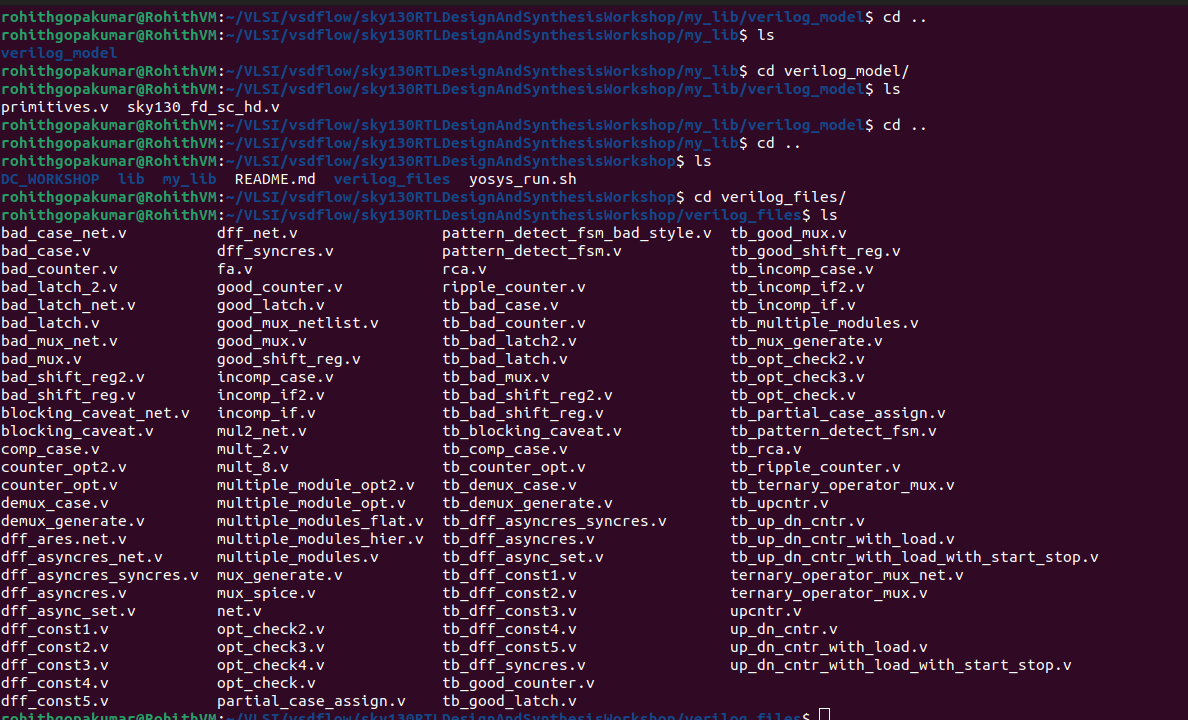 rohithgopakumar@RohithVM:~/VLSI/vsdflow/sky130RTLDesignAndSynthesisWorkshop/my_lib/verilog_model$ cd ..
rohithgopakumar@RohithVM:~/VLSI/vsdflow/sky130RTLDesignAndSynthesisWorkshop/my_lib$ ls
verilog_model
rohithgopakumar@RohithVM:~/VLSI/vsdflow/sky130RTLDesignAndSynthesisWorkshop/my_lib$ cd verilog_model/
rohithgopakumar@RohithVM:~/VLSI/vsdflow/sky130RTLDesignAndSynthesisWorkshop/my_lib/verilog_model$ ls
primitives.v  sky130_fd_sc_hd.v
rohithgopakumar@RohithVM:~/VLSI/vsdflow/sky130RTLDesignAndSynthesisWorkshop/my_lib/verilog_model$ cd ..
rohithgopakumar@RohithVM:~/VLSI/vsdflow/sky130RTLDesignAndSynthesisWorkshop/my_lib$ cd ..
rohithgopakumar@RohithVM:~/VLSI/vsdflow/sky130RTLDesignAndSynthesisWorkshop$ ls
DC_WORKSHOP  lib  my_lib  README.md  verilog_files  yosys_run.sh
rohithgopakumar@RohithVM:~/VLSI/vsdflow/sky130RTLDesignAndSynthesisWorkshop$ cd verilog_files/
rohithgopakumar@RohithVM:~/VLSI/vsdflow/sky130RTLDesignAndSynthesisWorkshop/verilog_files$ ls
bad_case_net.v  dff_net.v  pattern_detect_fsm_bad_style.v  tb_good_mux.v
bad_case.v  dff_syncres.v  pattern_detect_fsm.v  tb_good_shift_reg.v
bad_counter.v  fa.v  rca.v  tb_incomp_case.v
bad_latch_2.v  good_counter.v  ripple_counter.v  tb_incomp_if2.v
bad_latch_net.v  good_latch.v  tb_bad_case.v  tb_incomp_if.v
bad_latch.v  good_mux_netlist.v  tb_bad_counter.v  tb_multiple_modules.v
bad_mux_net.v  good_mux.v  tb_bad_latch2.v  tb_mux_generate.v
bad_mux.v  good_shift_reg.v  tb_bad_latch.v  tb_opt_check2.v
bad_shift_reg2.v  incomp_case.v  tb_bad_mux.v  tb_opt_check3.v
bad_shift_reg.v  incomp_if2.v  tb_bad_shift_reg2.v  tb_opt_check.v
blocking_caveat_net.v  incomp_if.v  tb_bad_shift_reg.v  tb_partial_case_assign.v
blocking_caveat.v  mul2_net.v  tb_blocking_caveat.v  tb_pattern_detect_fsm.v
comp_case.v  mult_2.v  tb_comp_case.v  tb_rca.v
counter_opt2.v  mult_8.v  tb_counter_opt.v  tb_ripple_counter.v
counter_opt.v  multiple_module_opt2.v  tb_demux_case.v  tb_ternary_operator_mux.v
demux_case.v  multiple_module_opt.v  tb_demux_generate.v  tb_upcntr.v
demux_generate.v  multiple_modules_flat.v  tb_dff_asyncres_syncres.v  tb_up_dn_cntr.v
dff_ares.net.v  multiple_modules_hier.v  tb_dff_asyncres.v  tb_up_dn_cntr_with_load.v
dff_asyncres_net.v  multiple_modules.v  tb_dff_async_set.v  tb_up_dn_cntr_with_load_with_start_stop.v
dff_asyncres_syncres.v  mux_generate.v  tb_dff_const1.v  ternary_operator_mux_net.v
dff_asyncres.v  mux_spice.v  tb_dff_const2.v  ternary_operator_mux.v
dff_async_set.v  net.v  tb_dff_const3.v  upcntr.v
dff_const1.v  opt_check2.v  tb_dff_const4.v  up_dn_cntr.v
dff_const2.v  opt_check3.v  tb_dff_const5.v  up_dn_cntr_with_load.v
dff_const3.v  opt_check4.v  tb_dff_syncres.v  up_dn_cntr_with_load_with_start_stop.v
dff_const4.v  opt_check.v  tb_good_counter.v
dff_const5.v  partial_case_assign.v  tb_good_latch.v
rohithgopakumar@RohithVM:~/VLSI/vsdflow/sky130RTLDesignAndSynthesisWorkshop/verilog_files$